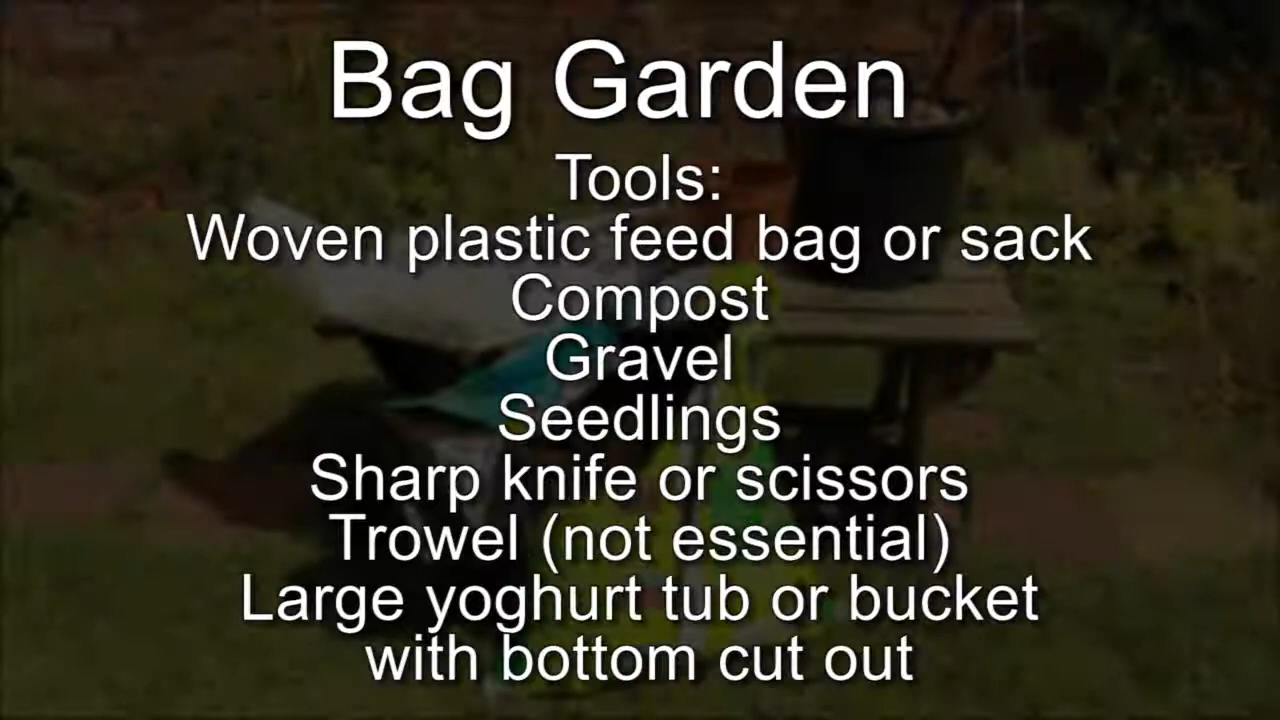 Bag Garden
Tools:
Woven plastic feed bag or sack
Compost
Gravel
Seedlings
Sharp knife or scissors
Trowel (not essential)
Large yoghurt tub or bucket
with bottom cut out